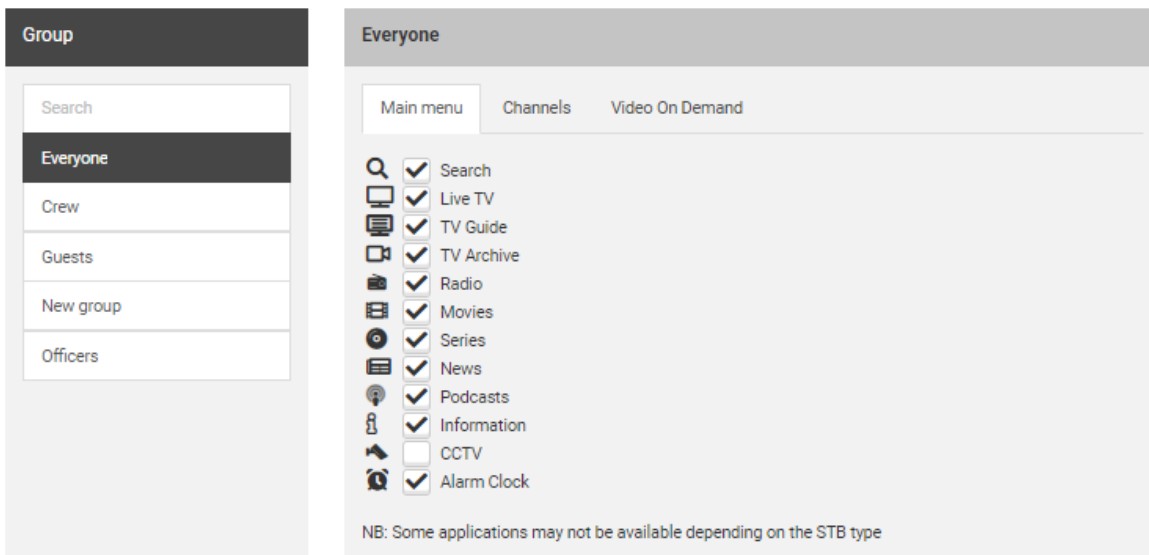 Group
Search
Everyone
Crew
Guests
New group
Officers
Everyone
Main menu Channels Video On Demand
Search
Live TV
TV Guide
TV Archive
Radio
Movies
Series
News
Podcasts
Information
CCTV
Alarm Clock
NB: Some applications may not be available depending on the STB type